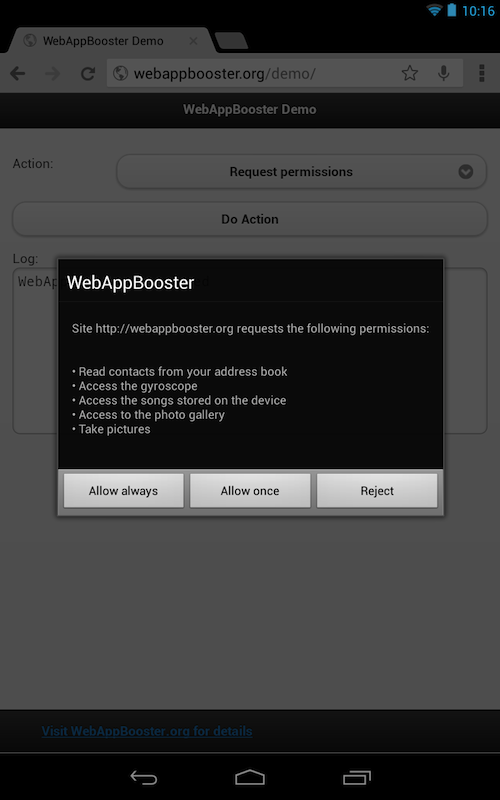 10:16
WebAppBooster Demo
webappbooster.org/demo/
WebAppBooster Demo
Action:
Request permissions
Do Action
Log:
WebAp
WebAppBooster
Site http://webappbooster.org requests the following permissions:
• Read contacts from your address book
• Access the gyroscope
• Access the songs stored on the device
• Access to the photo gallery
• Take pictures
Allow always
Allow once
Reject
Visit WebAppBooster.org for details